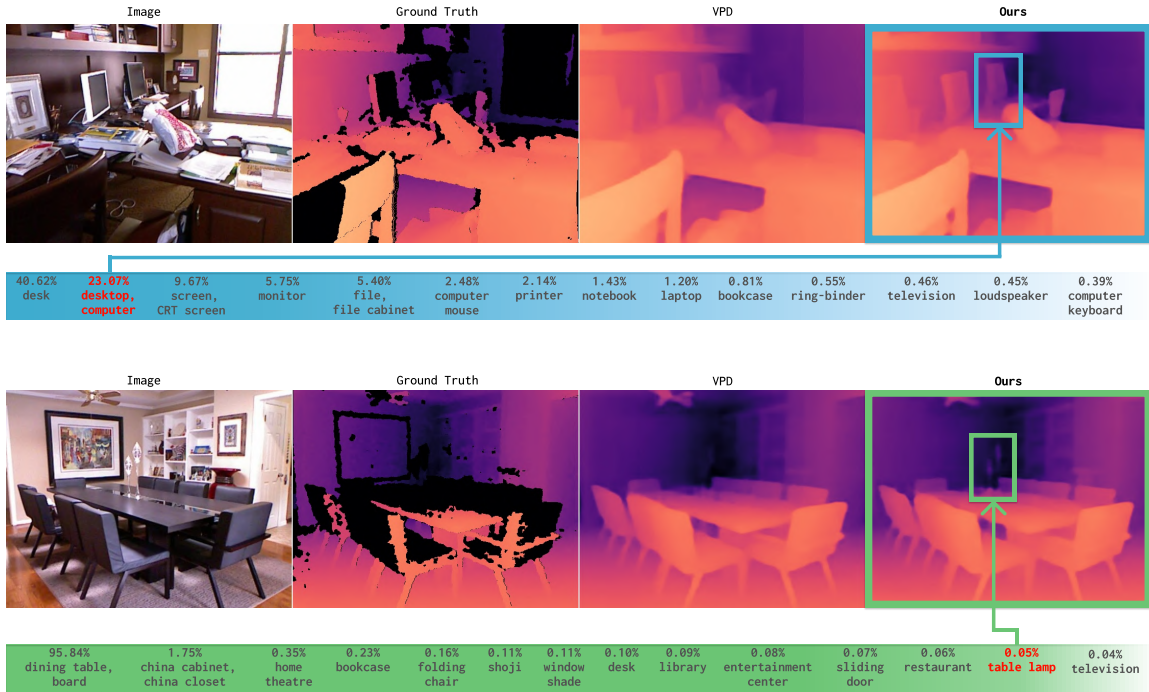 Image Ground Truth VPD Ours
40.62% 23.07% 9.67% 5.75% 5.40% 2.48% 2.14% 1.43% 1.20% 0.81% 0.55% 0.46% 0.45% 0.39%
desk desktop, screen, monitor file, computer printer notebook laptop bookcase ring-binder television loudspeaker computer
computer CRT screen file cabinet mouse keyboard
Image Ground Truth VPD Ours
95.84% 1.75% 0.35% 0.23% 0.16% 0.11% 0.11% 0.10% 0.09% 0.08% 0.07% 0.06% 0.05% 0.04%
dining table, china cabinet, home bookcase folding shoji window desk library entertainment sliding restaurant table lamp television
board china closet theatre chair shade center door